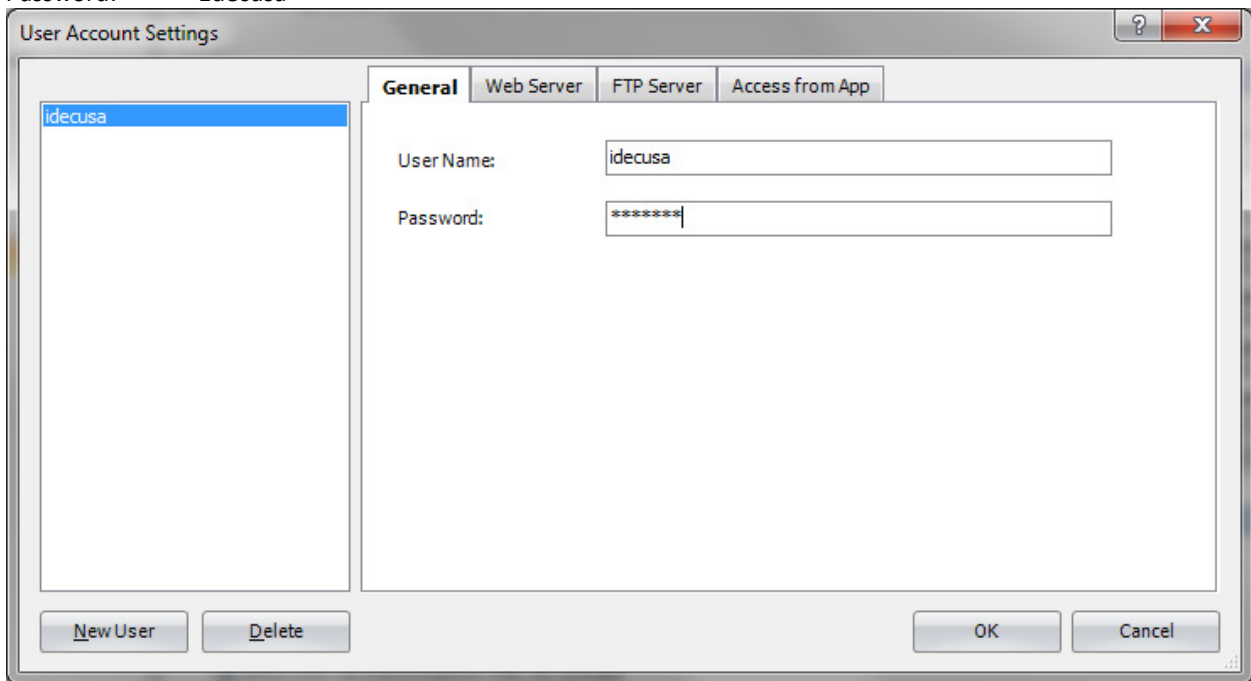 User Account Settings
General Web Server FTP Server Access from App
idecusa
User Name: idecusa
Password: *******
New User Delete OK Cancel